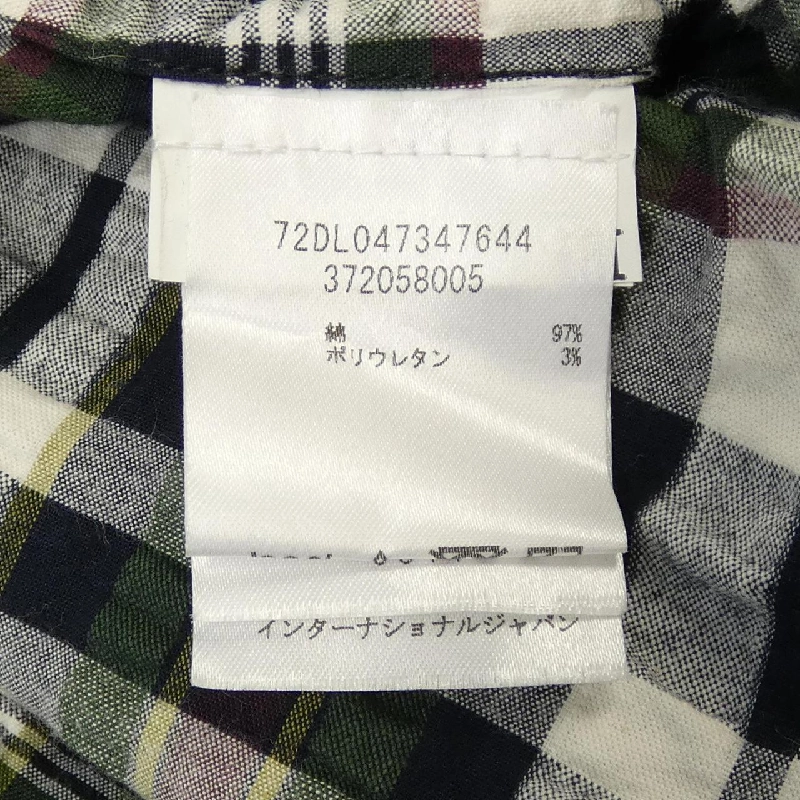 72DL047347644
372058005
綿 97%
ポリウレタン 3%
インターナショナルジャパン